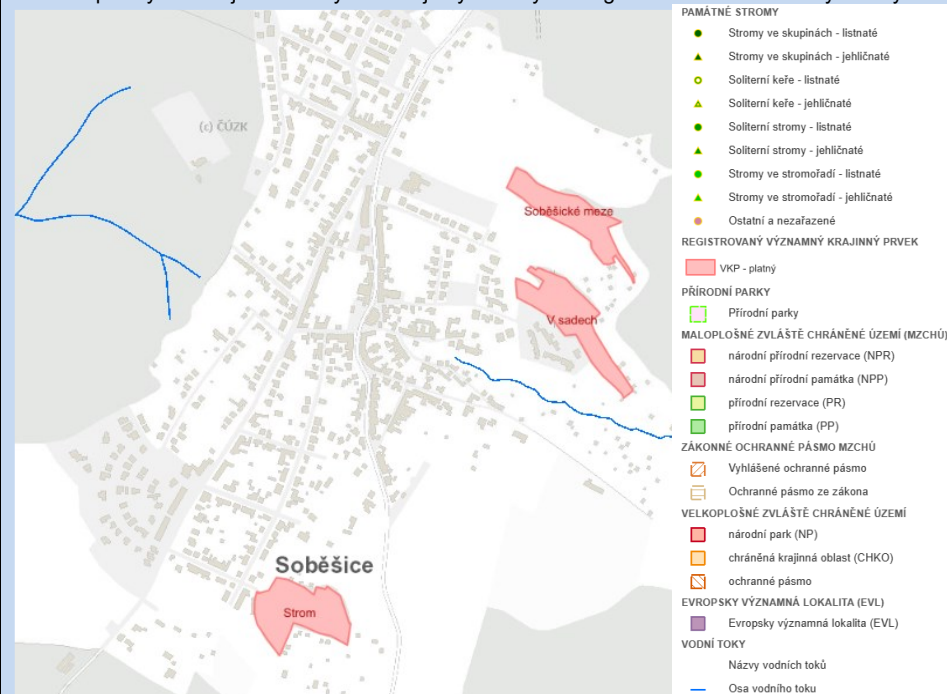 (c) ČÚZK
Soběšické meze
V sadech
Soběšice
Strom
PAMÁTNÉ STROMY
Stromy ve skupinách - listnaté
Stromy ve skupinách - jehličnaté
Soliterní keře - listnaté
Soliterní keře - jehličnaté
Soliterní stromy - listnaté
Soliterní stromy - jehličnaté
Stromy ve stromořadí - listnaté
Stromy ve stromořadí - jehličnaté
Ostatní a nezařazené
REGISTROVANÝ VÝZNAMNÝ KRAJINNÝ PRVEK
VKP - platný
PŘÍRODNÍ PARKY
Přírodní parky
MALOPLOŠNÉ ZVLÁŠTĚ CHRÁNĚNÉ ÚZEMÍ (MZCHÚ)
národní přírodní rezervace (NPR)
národní přírodní památka (NPP)
přírodní rezervace (PR)
přírodní památka (PP)
ZÁKONNÉ OCHRANNÉ PÁSMO MZCHÚ
Vyhlášené ochranné pásmo
Ochranné pásmo ze zákona
VELKOPLOŠNÉ ZVLÁŠTĚ CHRÁNĚNÉ ÚZEMÍ
národní park (NP)
chráněná krajinná oblast (CHKO)
ochranné pásmo
EVROPSKY VÝZNAMNÁ LOKALITA (EVL)
Evropsky významná lokalita (EVL)
VODNÍ TOKY
Názvy vodních toků
Osa vodního toku